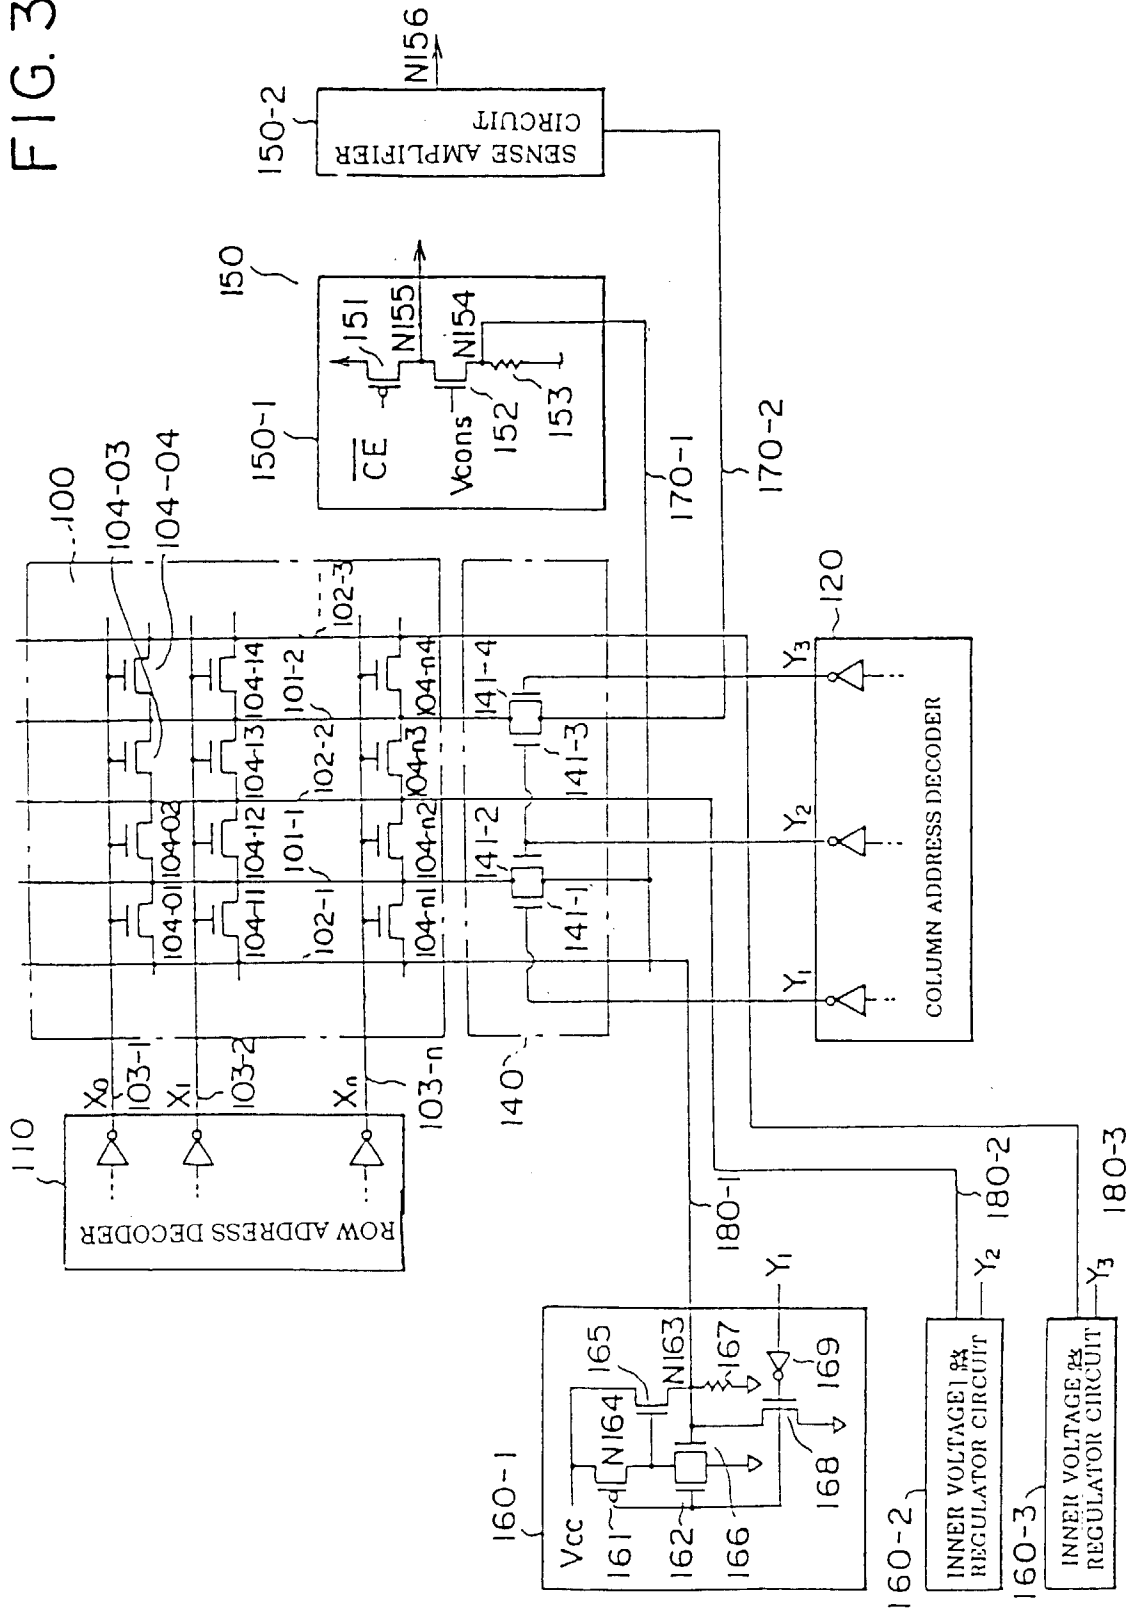 FIG. 3
110
ROW ADDRESS DECODER
X0
103-1
X1
103-2
Xn
103-n
100
104-03
104-04
104-01
104-02
104-11
104-12
104-13
104-14
102-1
101-1
102-2
101-2
102-3
104-n1
104-n2
104-n3
104-n4
140
141-1
141-2
141-3
141-4
150
150-1
CE
151
N155
N154
Vcons
152
153
150-2
SENSE AMPLIFIER
CIRCUIT
N156
170-1
170-2
120
Y1
Y2
Y3
COLUMN ADDRESS DECODER
160-1
Vcc
161
N164
165
N163
167
162
166
168
169
Y1
180-1
160-2
INNER VOLTAGE
REGULATOR CIRCUIT
Y2
180-2
160-3
INNER VOLTAGE
REGULATOR CIRCUIT
Y3
180-3